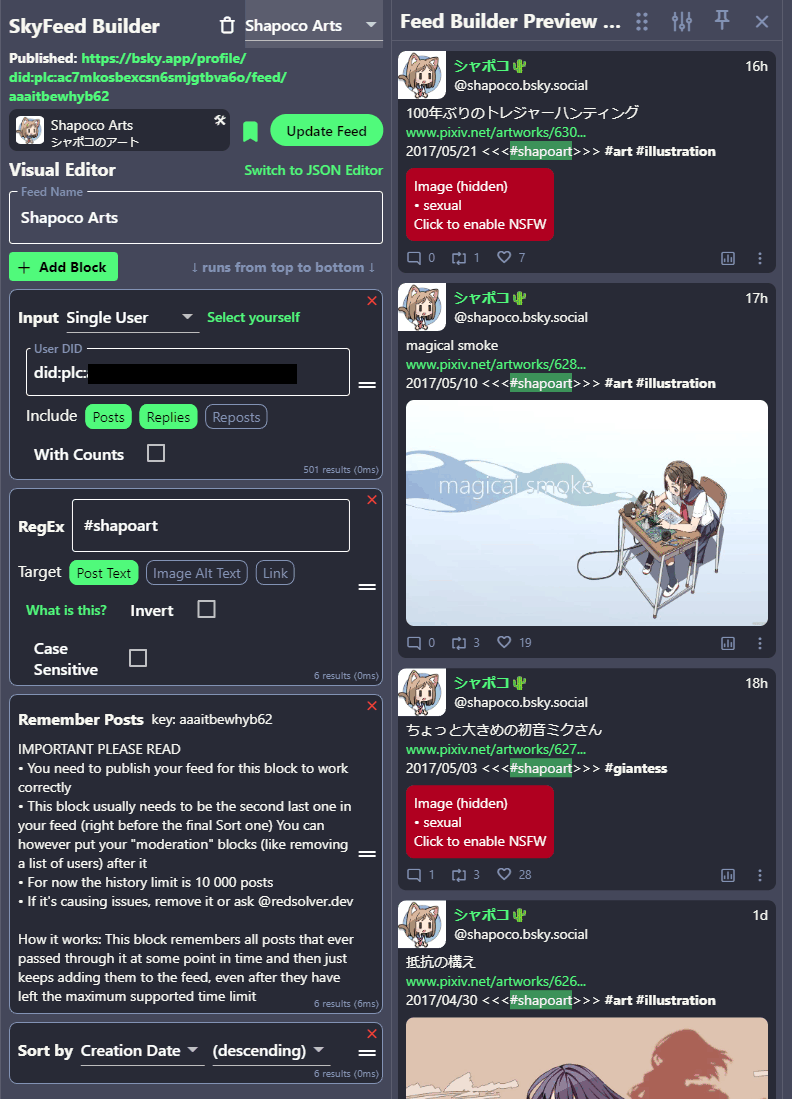 SkyFeed Builder
Shapoco Arts
Published: https://bsky.app/profile/
did:plc:ac7mkosbexcsn6smjgtbva6o/feed/
aaaitbewhyb62
Shapoco Arts
シャポコのアート
Update Feed
Visual Editor
Switch to JSON Editor
Feed Name
Shapoco Arts
+ Add Block
↓ runs from top to bottom ↓
Input
Single User
Select yourself
User DID
did:plc:
Include
Posts
Replies
Reposts
With Counts
501 results (0ms)
RegEx
#shapoart
Target
Post Text
Image Alt Text
Link
What is this?
Invert
Case
Sensitive
6 results (0ms)
Remember Posts key: aaaitbewhyb62
IMPORTANT PLEASE READ
• You need to publish your feed for this block to work
correctly
• This block usually needs to be the second last one in
your feed (right before the final Sort one) You can
however put your "moderation" blocks (like removing
a list of users) after it
• For now the history limit is 10 000 posts
• If it's causing issues, remove it or ask @redsolver.dev
How it works: This block remembers all posts that ever
passed through it at some point in time and then just
keeps adding them to the feed, even after they have
left the maximum supported time limit
6 results (6ms)
Sort by
Creation Date
(descending)
6 results (0ms)
Feed Builder Preview ...
シャポコ🌵
16h
@shapoco.bsky.social
100年ぶりのトレジャーハンティング
www.pixiv.net/artworks/630...
2017/05/21 <<<#shapoart>>> #art #illustration
Image (hidden)
• sexual
Click to enable NSFW
0 1 7
シャポコ🌵
17h
@shapoco.bsky.social
magical smoke
www.pixiv.net/artworks/628...
2017/05/10 <<<#shapoart>>> #art #illustration
magical smoke
0 3 19
シャポコ🌵
18h
@shapoco.bsky.social
ちょっと大きめの初音ミクさん
www.pixiv.net/artworks/627...
2017/05/03 <<<#shapoart>>> #giantess
Image (hidden)
• sexual
Click to enable NSFW
1 3 28
シャポコ🌵
1d
@shapoco.bsky.social
抵抗の構え
www.pixiv.net/artworks/626...
2017/04/30 <<<#shapoart>>> #art #illustration